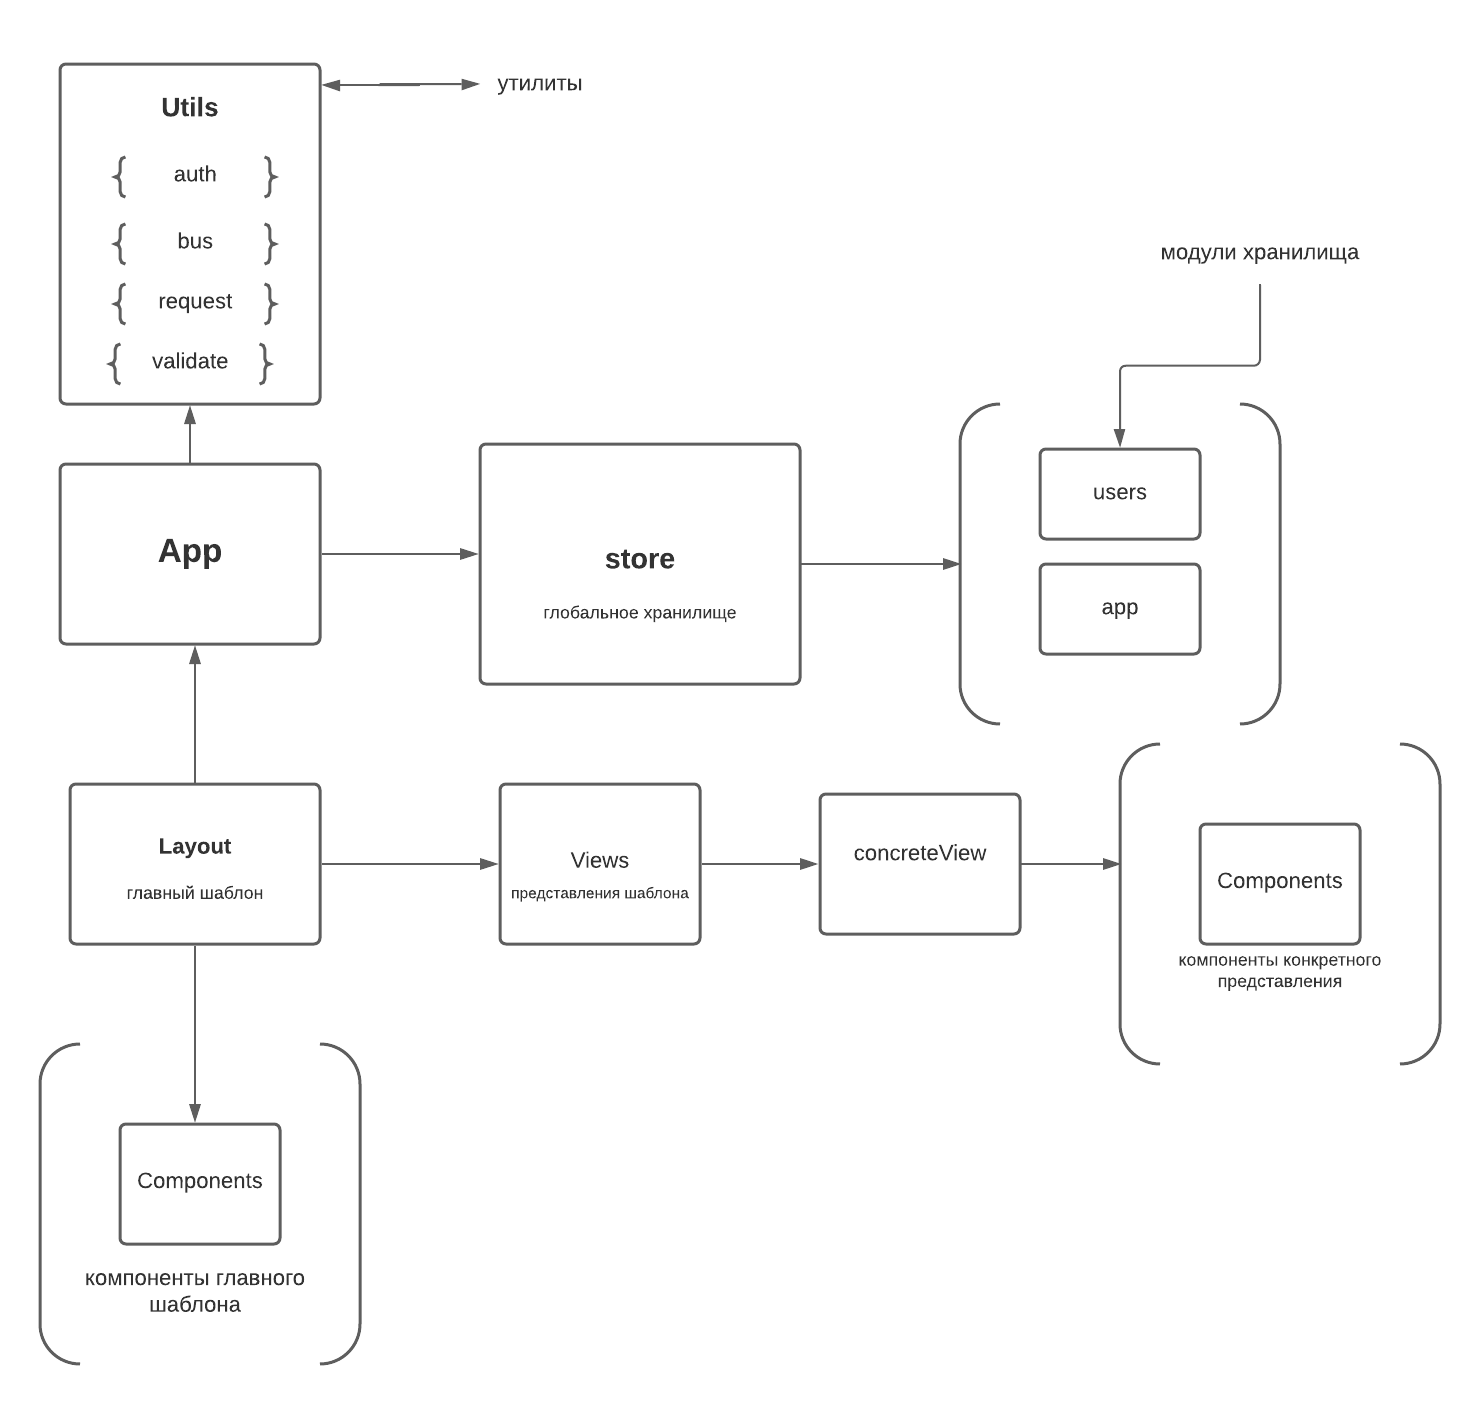 Utils
утилиты
auth
bus
request
validate
модули хранилища
App
store
глобальное хранилище
users
app
Layout
главный шаблон
Views
представления шаблона
concreteView
Components
компоненты конкретного
представления
Components
компоненты главного
шаблона